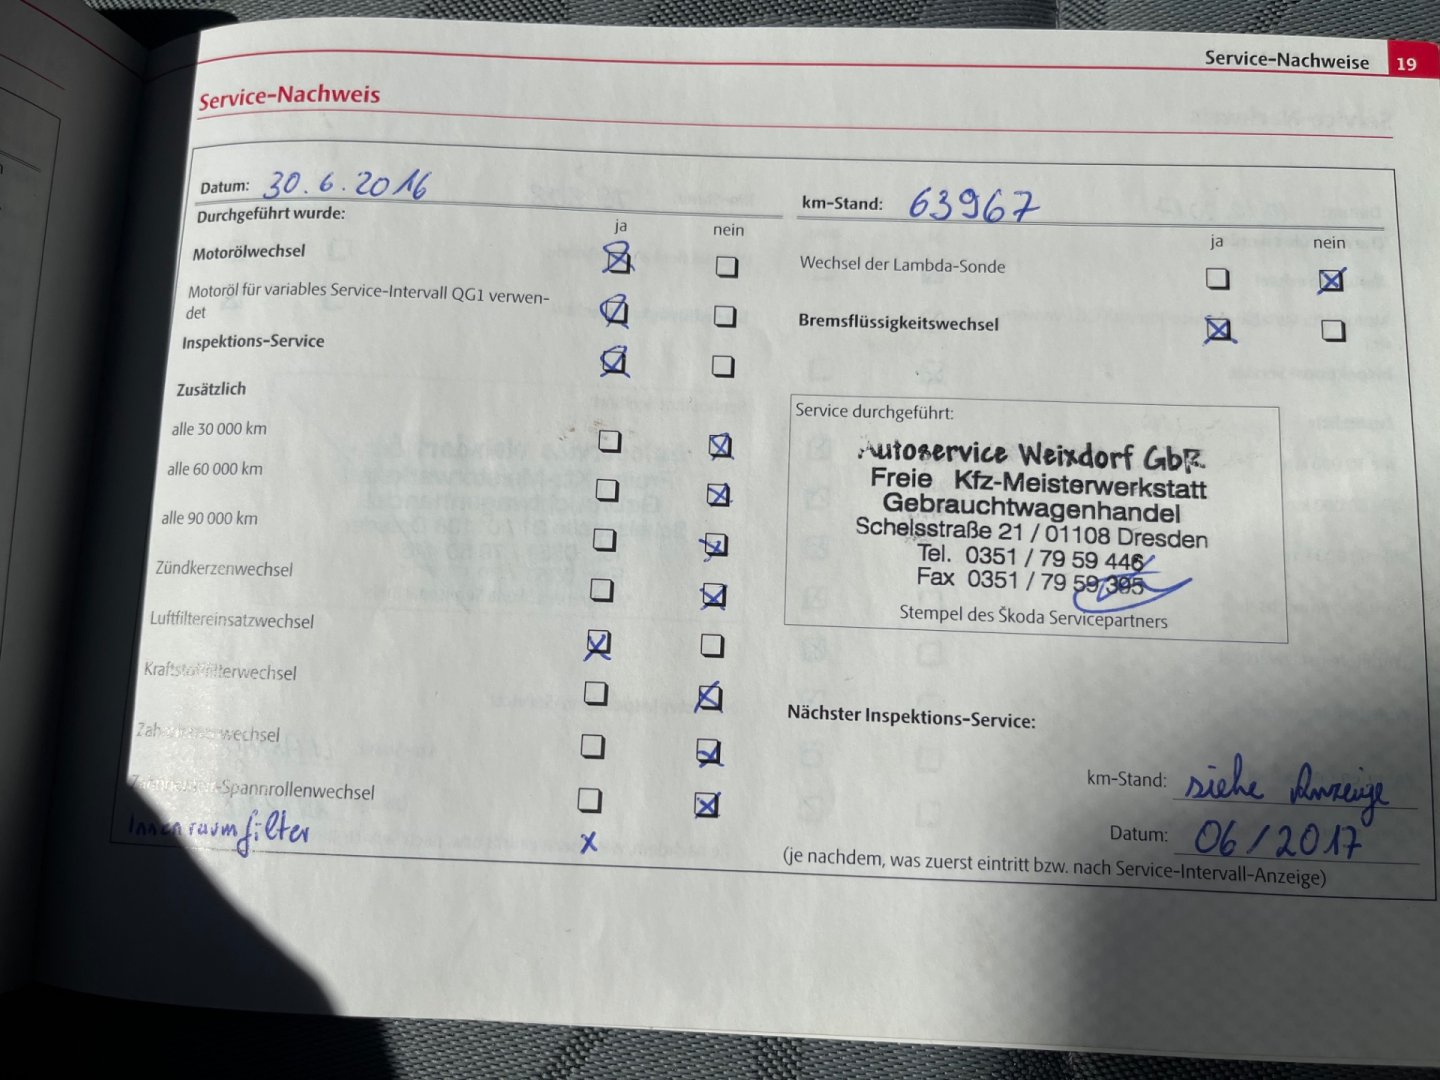 Service-Nachweise 19
Service-Nachweis
Datum: 30.6.2016
Durchgeführt wurde:
ja nein
Motorölwechsel
Motoröl für variables Service-Intervall QG1 verwen-
det
Inspektions-Service
Zusätzlich
alle 30 000 km
alle 60 000 km
alle 90 000 km
Zündkerzenwechsel
Luftfiltereinsatzwechsel
Kraftstofffilterwechsel
wechsel
-Spannrollenwechsel
Innenraumfilter x
km-Stand: 63967
ja nein
Wechsel der Lambda-Sonde
Bremsflüssigkeitswechsel
Service durchgeführt:
Autoservice Weixdorf GbR
Freie Kfz-Meisterwerkstatt
Gebrauchtwagenhandel
Schelsstraße 21 / 01108 Dresden
Tel. 0351 / 79 59 446
Fax 0351 / 79 59 395
Stempel des Škoda Servicepartners
Nächster Inspektions-Service:
km-Stand: siehe Anzeige
Datum: 06/2017
(je nachdem, was zuerst eintritt bzw. nach Service-Intervall-Anzeige)